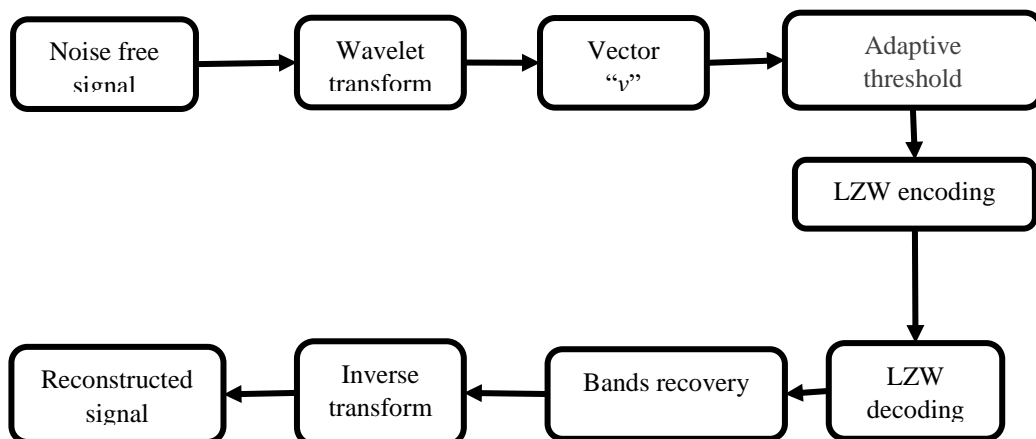 Noise free
signal
Wavelet
transform
Vector
“v”
Adaptive
threshold
LZW encoding
LZW
decoding
Bands recovery
Inverse
transform
Reconstructed
signal